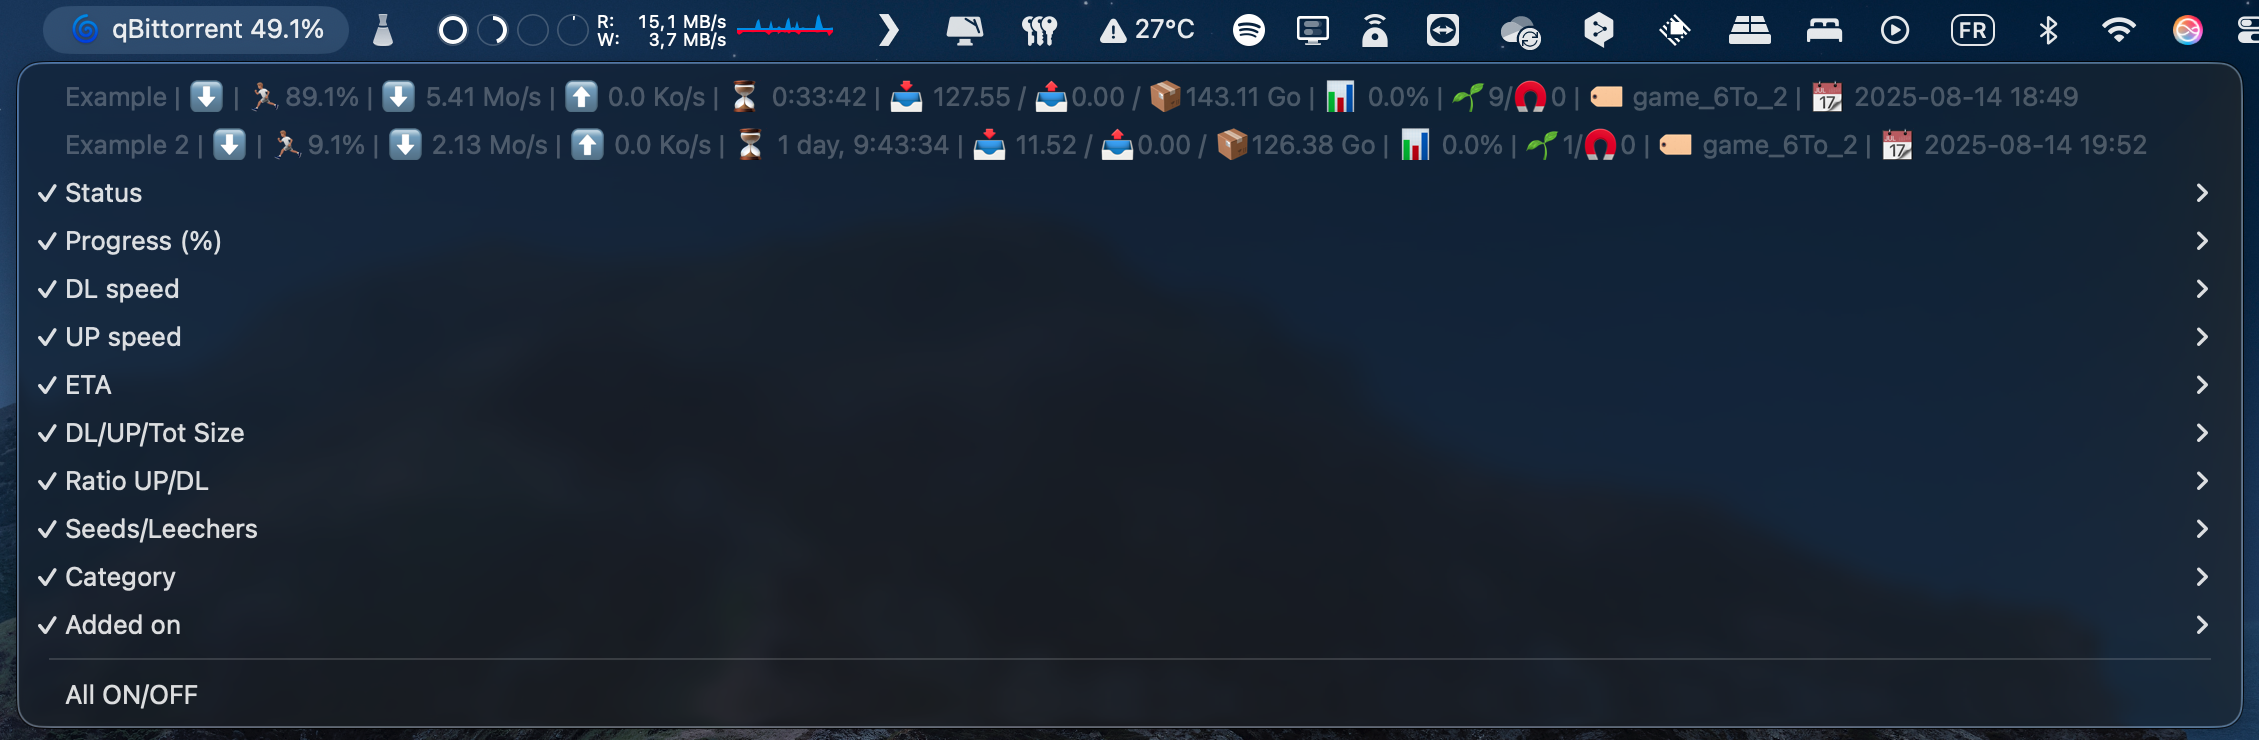 qBittorrent 49.1% R: 15,1 MB/s 27°C FR
W: 3,7 MB/s
Example | ⬇️ | 🏃🏽 89.1% | ⬇️ 5.41 Mo/s | ⬆️ 0.0 Ko/s | ⏳ 0:33:42 | 📥 127.55 / 📤0.00 / 📦143.11 Go | 📊 0.0% | 🌱9/🧲0 | 🏷️ game_6To_2 | 📆 2025-08-14 18:49
Example 2 | ⬇️ | 🏃🏽 9.1% | ⬇️ 2.13 Mo/s | ⬆️ 0.0 Ko/s | ⏳ 1 day, 9:43:34 | 📥 11.52 / 📤0.00 / 📦126.38 Go | 📊 0.0% | 🌱1/🧲0 | 🏷️ game_6To_2 | 📆 2025-08-14 19:52
✓ Status
✓ Progress (%)
✓ DL speed
✓ UP speed
✓ ETA
✓ DL/UP/Tot Size
✓ Ratio UP/DL
✓ Seeds/Leechers
✓ Category
✓ Added on
All ON/OFF